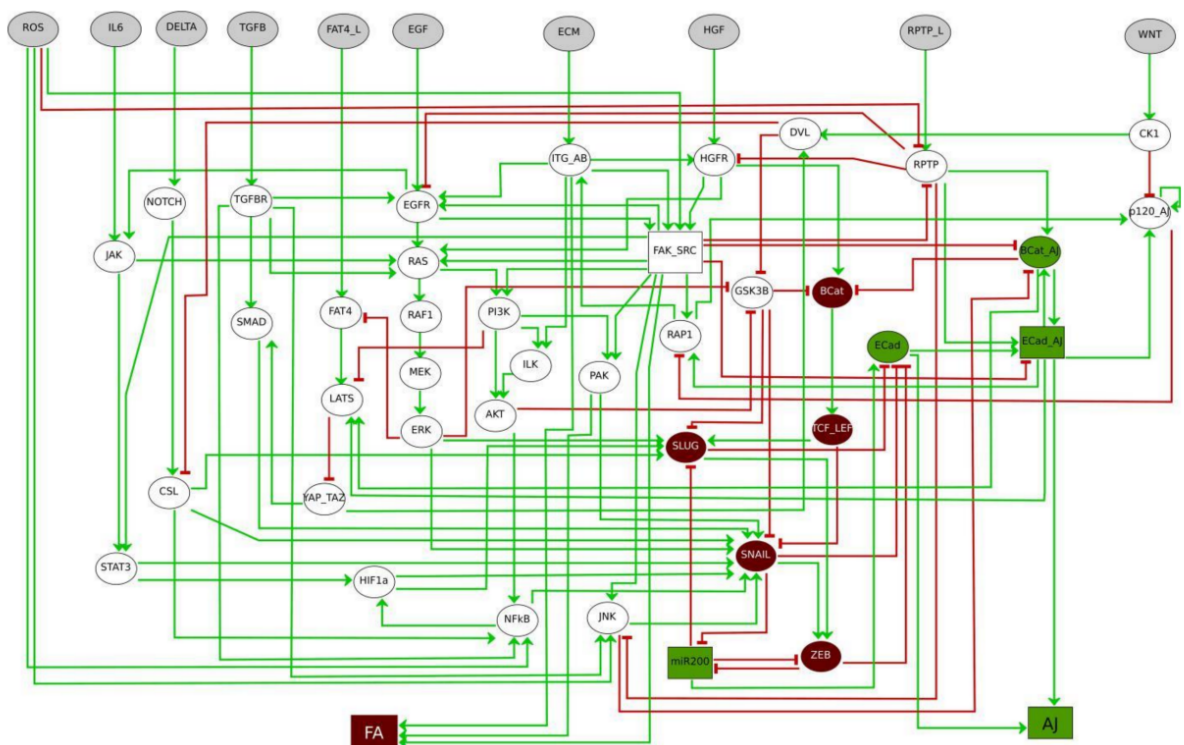 ROS
IL6
DELTA
TGFB
FAT4_L
EGF
ECM
HGF
RPTP_L
WNT
DVL
CK1
ITG_AB
HGFR
RPTP
NOTCH
TGFBR
EGFR
p120_AJ
JAK
RAS
FAK_SRC
BCat_AJ
GSK3B
BCat
SMAD
FAT4
RAF1
PI3K
RAP1
ECad
ECad_AJ
MEK
ILK
PAK
LATS
AKT
ERK
TCF_LEF
SLUG
CSL
YAP_TAZ
SNAIL
STAT3
HIF1a
NFkB
JNK
miR200
ZEB
FA
AJ